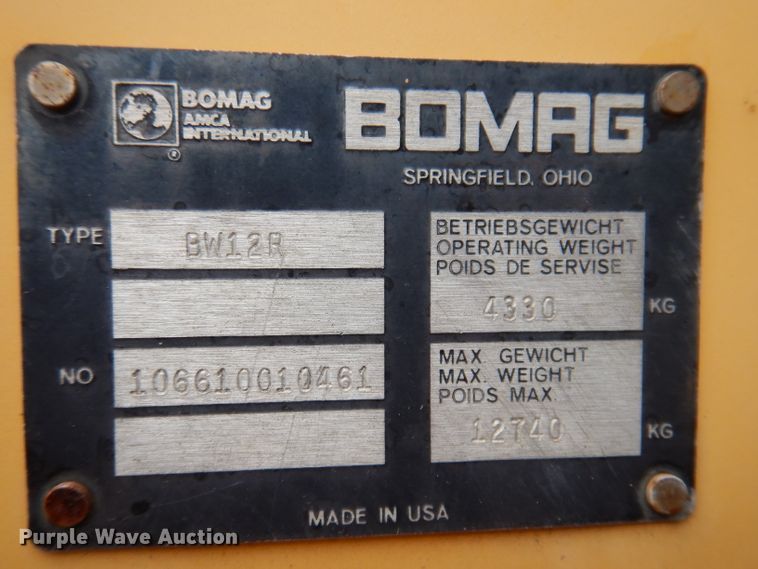 BOMAG
AMCA
INTERNATIONAL
®
BOMAG
SPRINGFIELD, OHIO
TYPE BW12R
NO 106610010461
BETRIEBSGEWICHT
OPERATING WEIGHT
POIDS DE SERVISE
4330 KG
MAX. GEWICHT
MAX. WEIGHT
POIDS MAX.
12740 KG
MADE IN USA
Purple Wave Auction